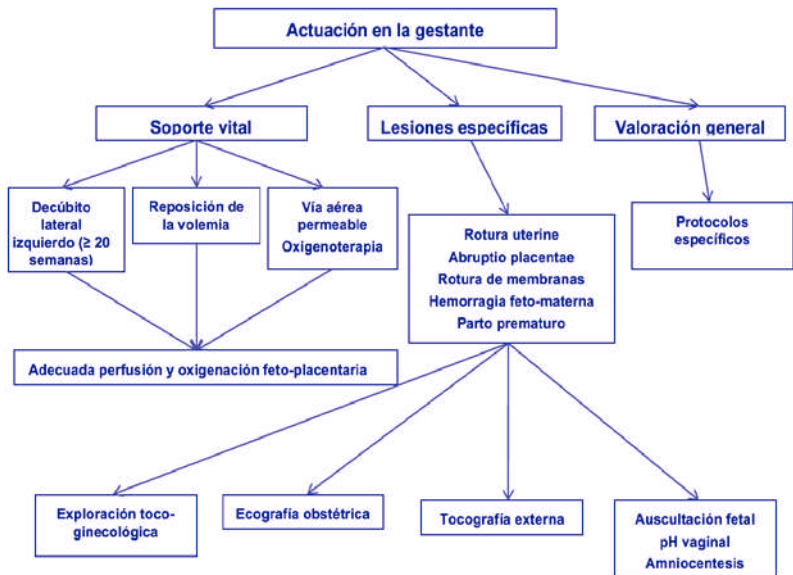 Actuación en la gestante
Soporte vital
Lesiones específicas
Valoración general
Decúbito
lateral
izquierdo (≥ 20
semanas)
Reposición de
la volemia
Vía aérea
permeable
Oxigenoterapia
Rotura uterine
Abruptio placentae
Rotura de membranas
Hemorragia feto-materna
Parto prematuro
Protocolos
específicos
Adecuada perfusión y oxigenación feto-placentaria
Exploración toco-
ginecológica
Ecografía obstétrica
Tocografía externa
Auscultación fetal
pH vaginal
Amniocentesis